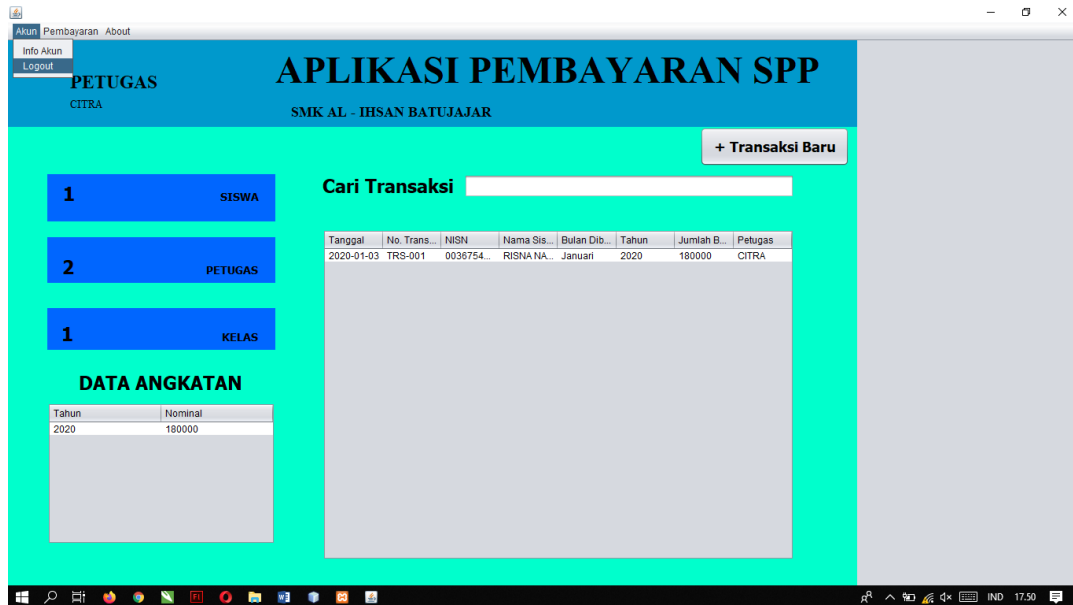 Akun Pembayaran About
Info Akun
Logout
PETUGAS
CITRA
APLIKASI PEMBAYARAN SPP
SMK AL - IHSAN BATUJAJAR
+ Transaksi Baru
1 SISWA
2 PETUGAS
1 KELAS
DATA ANGKATAN
Tahun Nominal
2020 180000
Cari Transaksi
Tanggal No. Trans... NISN Nama Sis... Bulan Dib... Tahun Jumlah B... Petugas
2020-01-03 TRS-001 0036754... RISNA NA... Januari 2020 180000 CITRA
IND 17.50